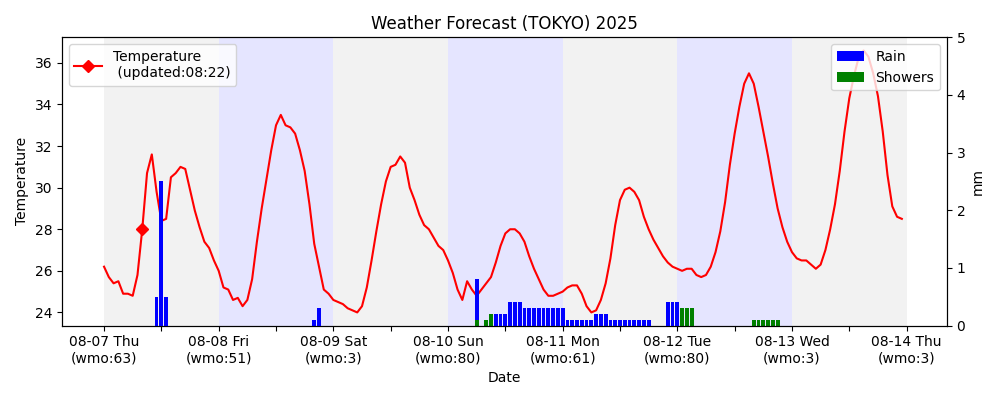 Weather Forecast (TOKYO) 2025
Temperature
(updated:08:22)
Rain
Showers
Temperature
36
34
32
30
28
26
24
5
4
3
2
1
0
mm
08-07 Thu
(wmo:63)
08-08 Fri
(wmo:51)
08-09 Sat
(wmo:3)
08-10 Sun
(wmo:80)
08-11 Mon
(wmo:61)
08-12 Tue
(wmo:80)
08-13 Wed
(wmo:3)
08-14 Thu
(wmo:3)
Date